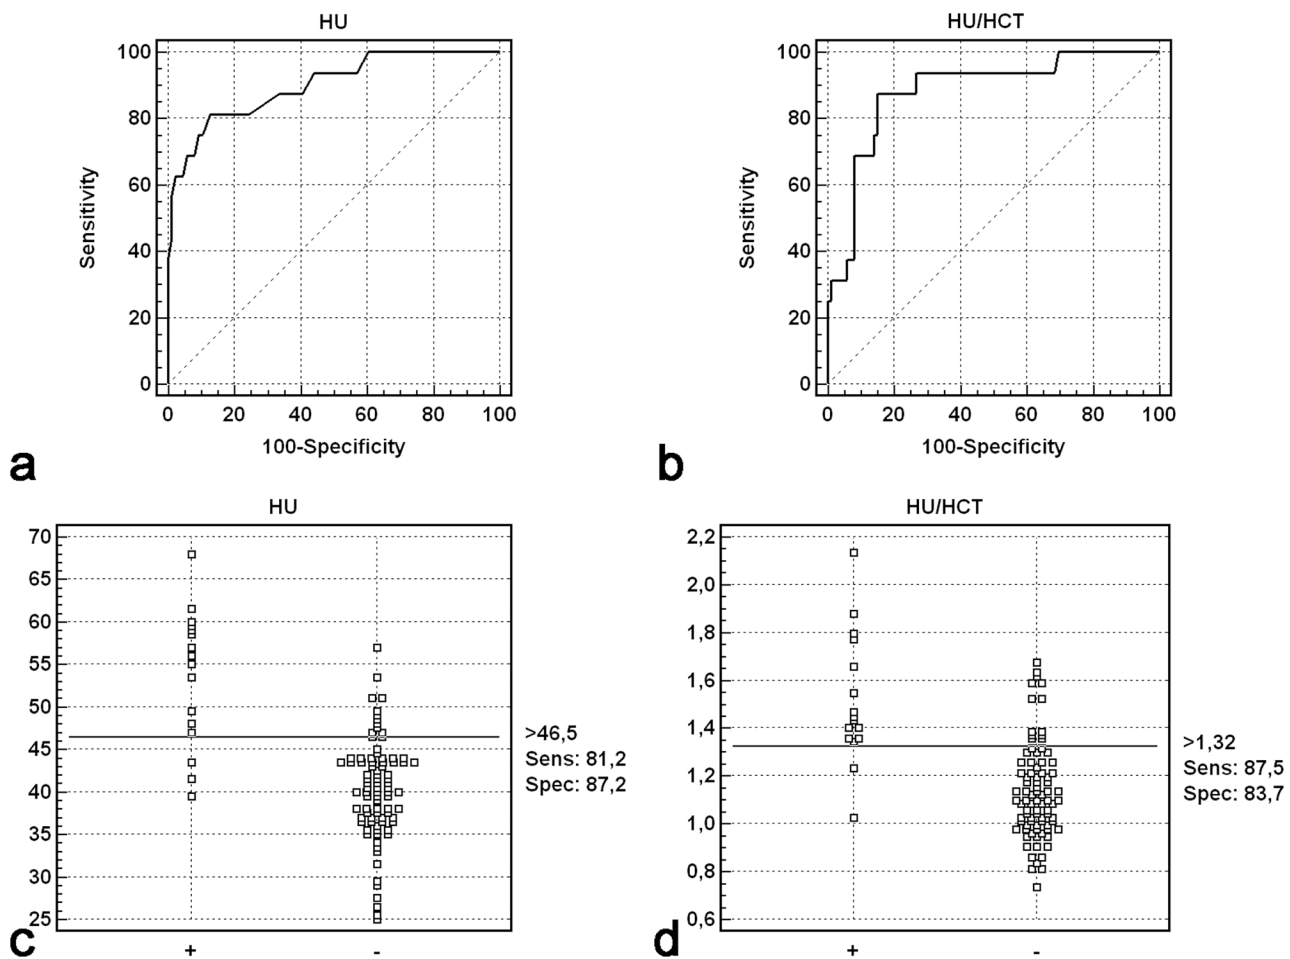 HU
100
80
60
40
20
0
Sensitivity
0 20 40 60 80 100
100-Specificity
a
HU/HCT
100
80
60
40
20
0
Sensitivity
0 20 40 60 80 100
100-Specificity
b
HU
70
65
60
55
50
45
40
35
30
25
>46,5
Sens: 81,2
Spec: 87,2
+ -
c
HU/HCT
2,2
2,0
1,8
1,6
1,4
1,2
1,0
0,8
0,6
>1,32
Sens: 87,5
Spec: 83,7
+ -
d